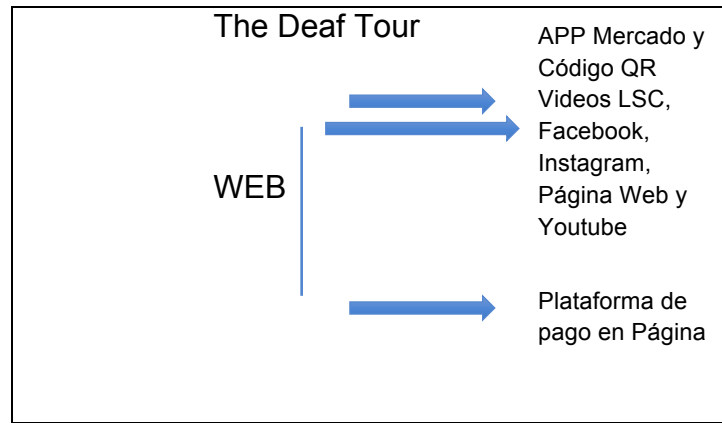 The Deaf Tour
APP Mercado y
Código QR
Videos LSC,
Facebook,
Instagram,
Página Web y
Youtube
WEB
Plataforma de
pago en Página